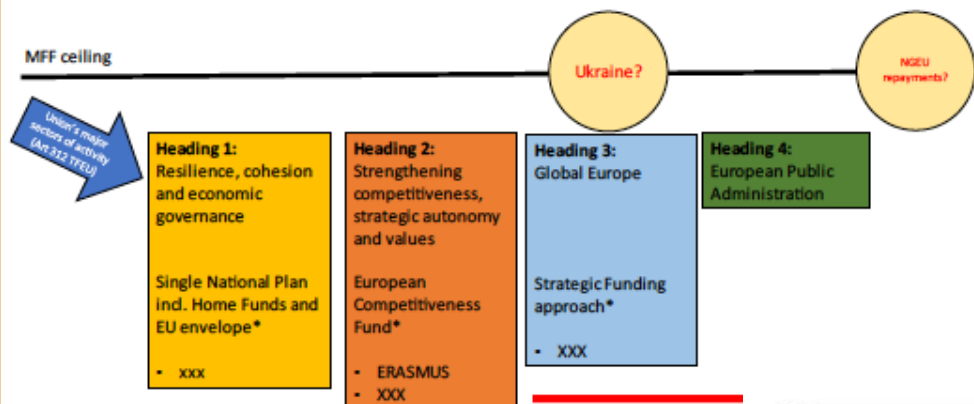 MFF ceiling
Ukraine?
NGEU
repayments?
Union's major
sectors of activity
(Art 312 TFEU)
Heading 1:
Resilience, cohesion
and economic
governance
Single National Plan
incl. Home Funds and
EU envelope*
- xxx
Heading 2:
Strengthening
competitiveness,
strategic autonomy
and values
European
Competitiveness
Fund*
- ERASMUS
- XXX
Heading 3:
Global Europe
Strategic Funding
approach*
- XXX
Heading 4:
European Public
Administration